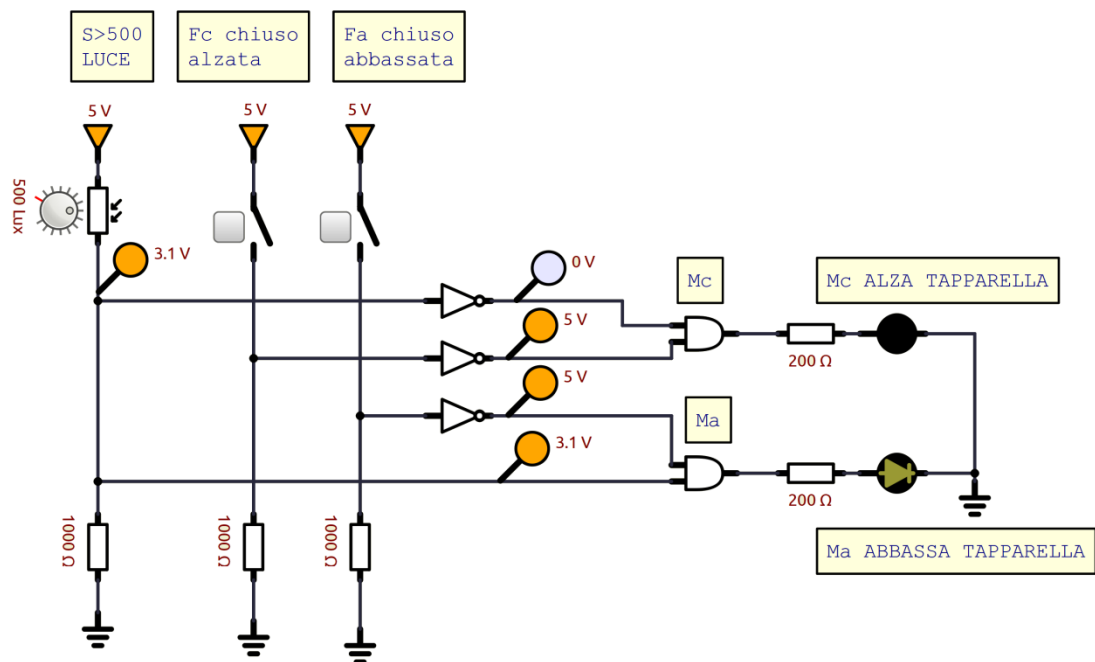 S>500
LUCE
Fc chiuso
alzata
Fa chiuso
abbassata
5 V
5 V
5 V
500 Lux
3.1 V
0 V
5 V
5 V
3.1 V
Mc
Mc ALZA TAPPARELLA
200 Ω
Ma
200 Ω
Ma ABBASSA TAPPARELLA
1000 Ω
1000 Ω
1000 Ω